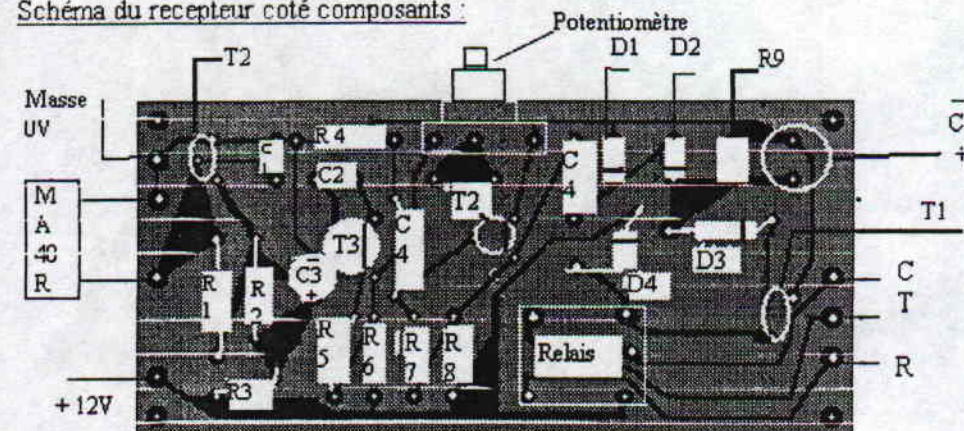 Schéma du recepteur coté composants :
Potentiomètre
T2
D1
D2
R9
Masse
0V
R 4
C
+
C2
C
4
C
4
T2
M
A
40
R
T1
T3
C3
+
D3
D4
C
T
R
1
R
2
R
5
R
6
R
7
R
8
Relais
R
R3
+ 12V